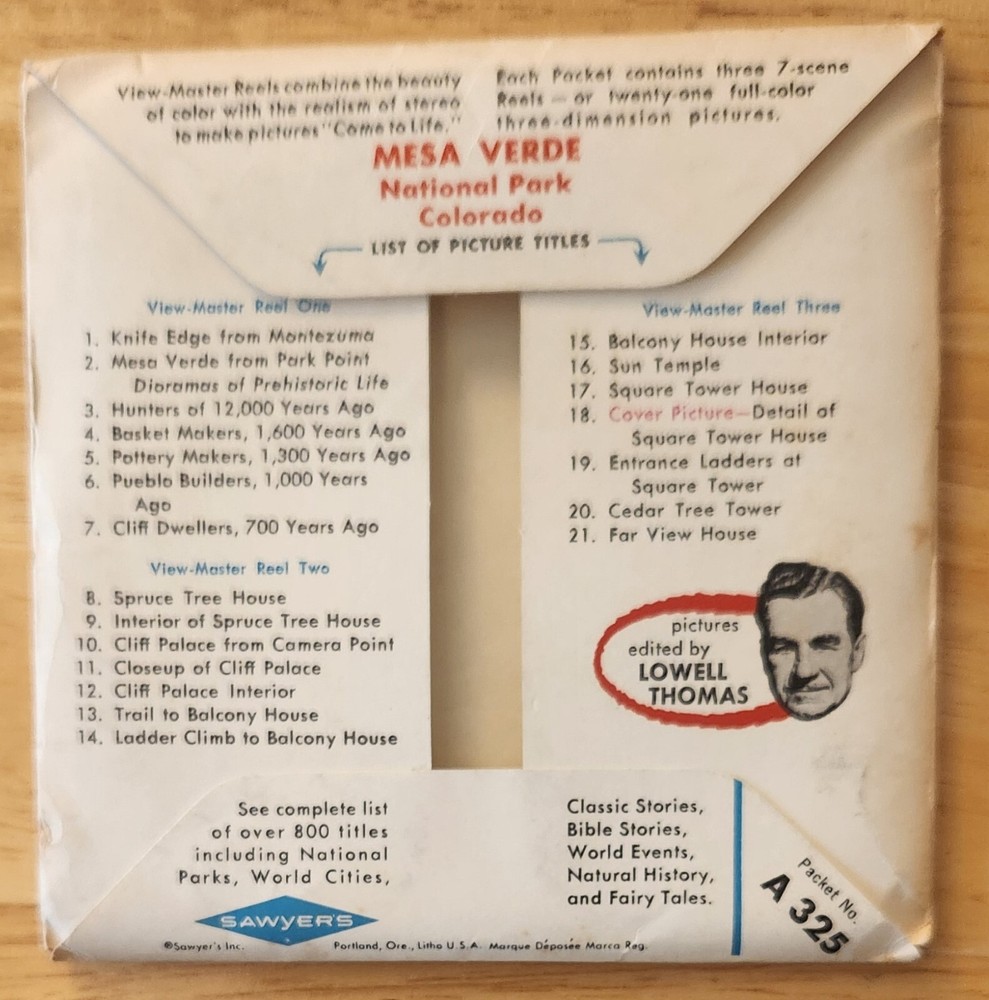 View-Master Reels combine the beauty
of color with the realism of stereo
to make pictures "Come to Life."
Each Packet contains three 7-scene
Reels — or twenty-one full-color
three-dimension pictures.
MESA VERDE
National Park
Colorado
LIST OF PICTURE TITLES
View-Master Reel One
1. Knife Edge from Montezuma
2. Mesa Verde from Park Point
Dioramas of Prehistoric Life
3. Hunters of 12,000 Years Ago
4. Basket Makers, 1,600 Years Ago
5. Pottery Makers, 1,300 Years Ago
6. Pueblo Builders, 1,000 Years
Ago
7. Cliff Dwellers, 700 Years Ago
View-Master Reel Two
8. Spruce Tree House
9. Interior of Spruce Tree House
10. Cliff Palace from Camera Point
11. Closeup of Cliff Palace
12. Cliff Palace Interior
13. Trail to Balcony House
14. Ladder Climb to Balcony House
View-Master Reel Three
15. Balcony House Interior
16. Sun Temple
17. Square Tower House
18. Cover Picture—Detail of
Square Tower House
19. Entrance Ladders at
Square Tower
20. Cedar Tree Tower
21. Far View House
pictures
edited by
LOWELL
THOMAS
See complete list
of over 800 titles
including National
Parks, World Cities,
Classic Stories,
Bible Stories,
World Events,
Natural History,
and Fairy Tales.
SAWYER'S
©Sawyer's Inc.
Portland, Ore., Litho U.S.A. Marque Déposée Marca Reg.
Packet No.
A 325